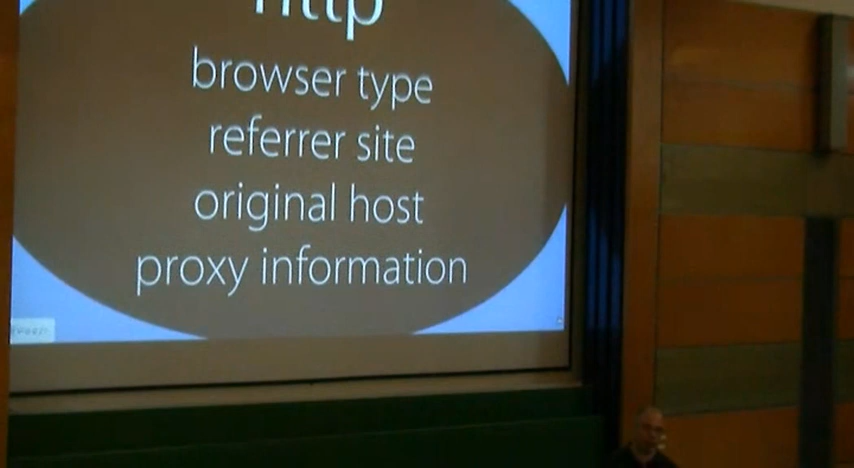 http
browser type
referrer site
original host
proxy information